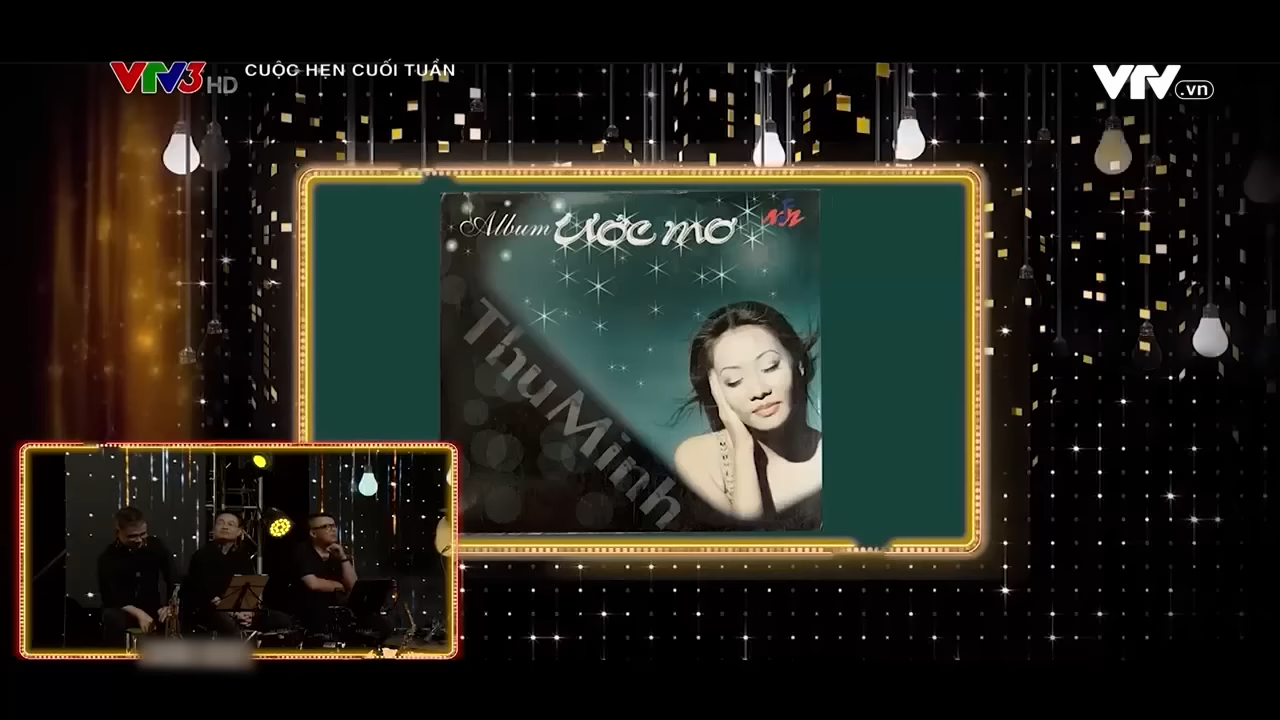 VTV3 HD
CUỘC HẸN CUỐI TUẦN
VTV.vn
Album ước mơ
Thu Minh